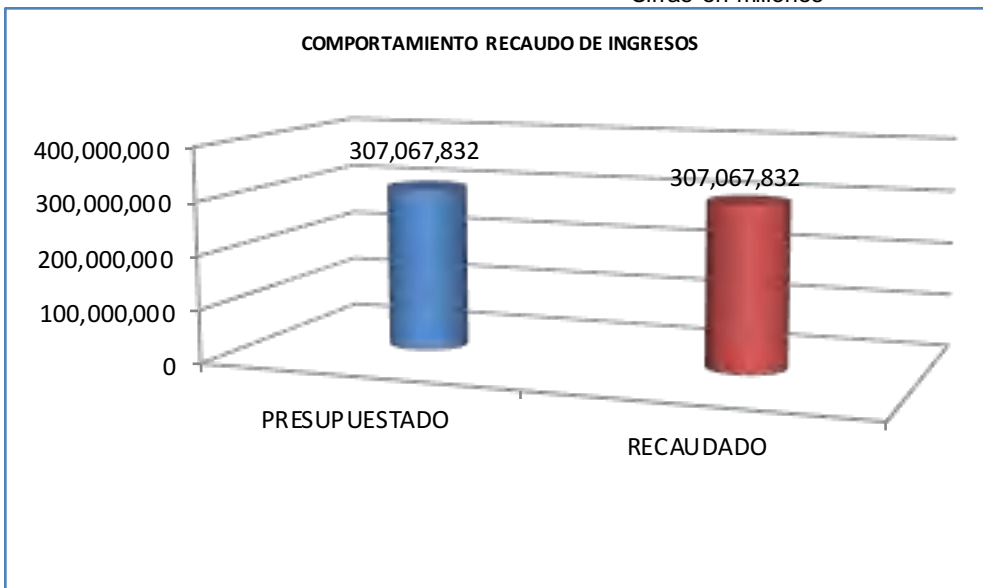 COMPORTAMIENTO RECAUDO DE INGRESOS
400,000,000
300,000,000
200,000,000
100,000,000
0
307,067,832
307,067,832
PRESUPUESTADO
RECAUDADO